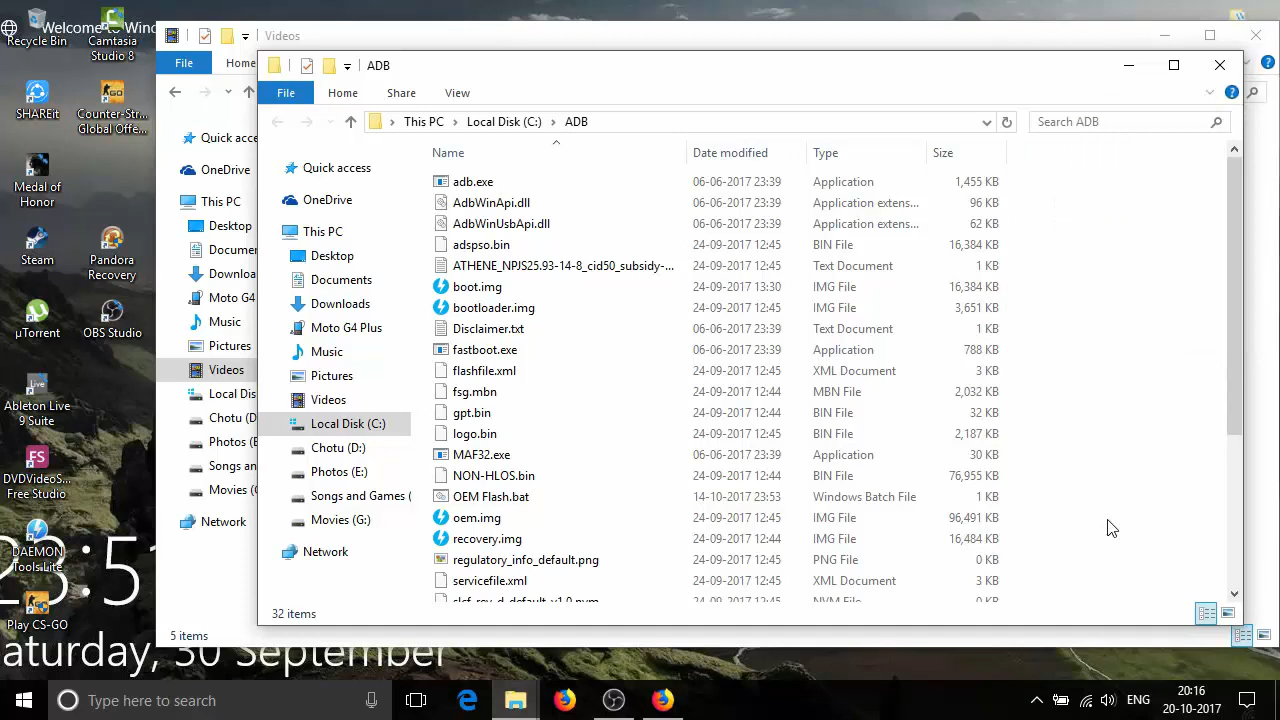 Recycle Bin
Camtasia Studio 8
SHAREit
Counter-Str... Global Offe...
Medal of Honor
Steam
Pandora Recovery
µTorrent
OBS Studio
Ableton Live 9 Suite
DVDVideoS... Free Studio
DAEMON Tools Lite
Play CS-GO
Welcome to Wind
23:51
aturday, 30 September
Videos
File
Home
Quick acce
OneDrive
This PC
Desktop
Documen
Downloa
Moto G4
Music
Pictures
Videos
Local Dis
Chotu (D
Photos (E
Songs an
Movies (G
Network
5 items
ADB
File Home Share View
This PC Local Disk (C:) ADB
Search ADB
Quick access
OneDrive
This PC
Desktop
Documents
Downloads
Moto G4 Plus
Music
Pictures
Videos
Local Disk (C:)
Chotu (D:)
Photos (E:)
Songs and Games (
Movies (G:)
Network
Name Date modified Type Size
adb.exe 06-06-2017 23:39 Application 1,455 KB
AdbWinApi.dll 06-06-2017 23:39 Application extens... 96 KB
AdbWinUsbApi.dll 06-06-2017 23:39 Application extens... 62 KB
adspso.bin 24-09-2017 12:45 BIN File 16,384 KB
ATHENE_NPJS25.93-14-8_cid50_subsidy-... 24-09-2017 12:45 Text Document 1 KB
boot.img 24-09-2017 13:30 IMG File 16,384 KB
bootloader.img 24-09-2017 12:45 IMG File 3,651 KB
Disclaimer.txt 06-06-2017 23:39 Text Document 1 KB
fastboot.exe 06-06-2017 23:39 Application 788 KB
flashfile.xml 24-09-2017 12:45 XML Document 3 KB
fsg.mbn 24-09-2017 12:44 MBN File 2,032 KB
gpt.bin 24-09-2017 12:44 BIN File 32 KB
logo.bin 24-09-2017 12:45 BIN File 2,187 KB
MAF32.exe 06-06-2017 23:39 Application 30 KB
NON-HLOS.bin 24-09-2017 12:44 BIN File 76,955 KB
OEM Flash.bat 14-10-2017 23:53 Windows Batch File 1 KB
oem.img 24-09-2017 12:45 IMG File 96,491 KB
recovery.img 24-09-2017 12:44 IMG File 16,484 KB
regulatory_info_default.png 24-09-2017 12:45 PNG File 0 KB
servicefile.xml 24-09-2017 12:45 XML Document 3 KB
slcf_rev_d_default_v1.0.nvm 24-09-2017 12:45 NVM File 0 KB
32 items
Type here to search
ENG
20:16
20-10-2017